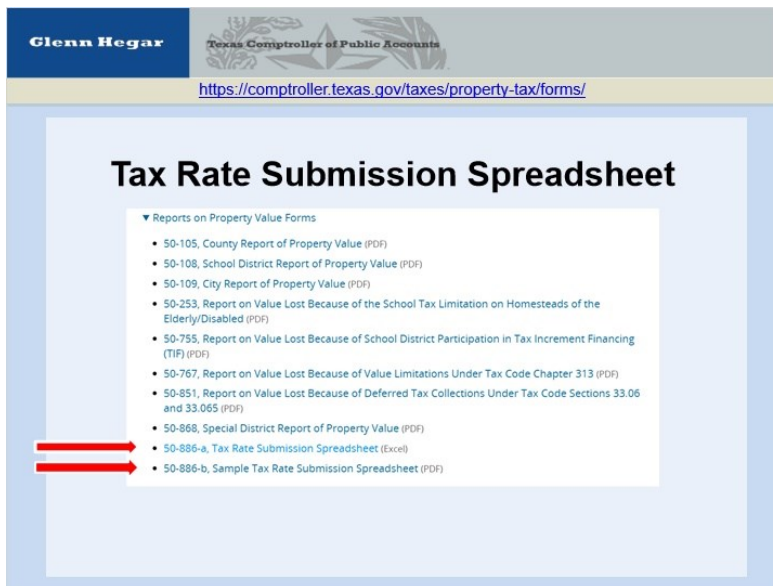 Glenn Hegar
Texas Comptroller of Public Accounts
https://comptroller.texas.gov/taxes/property-tax/forms/
Tax Rate Submission Spreadsheet
▼ Reports on Property Value Forms
• 50-105, County Report of Property Value (PDF)
• 50-108, School District Report of Property Value (PDF)
• 50-109, City Report of Property Value (PDF)
• 50-253, Report on Value Lost Because of the School Tax Limitation on Homesteads of the
Elderly/Disabled (PDF)
• 50-755, Report on Value Lost Because of School District Participation in Tax Increment Financing
(TIF) (PDF)
• 50-767, Report on Value Lost Because of Value Limitations Under Tax Code Chapter 313 (PDF)
• 50-851, Report on Value Lost Because of Deferred Tax Collections Under Tax Code Sections 33.06
and 33.065 (PDF)
• 50-868, Special District Report of Property Value (PDF)
• 50-886-a, Tax Rate Submission Spreadsheet (Excel)
• 50-886-b, Sample Tax Rate Submission Spreadsheet (PDF)